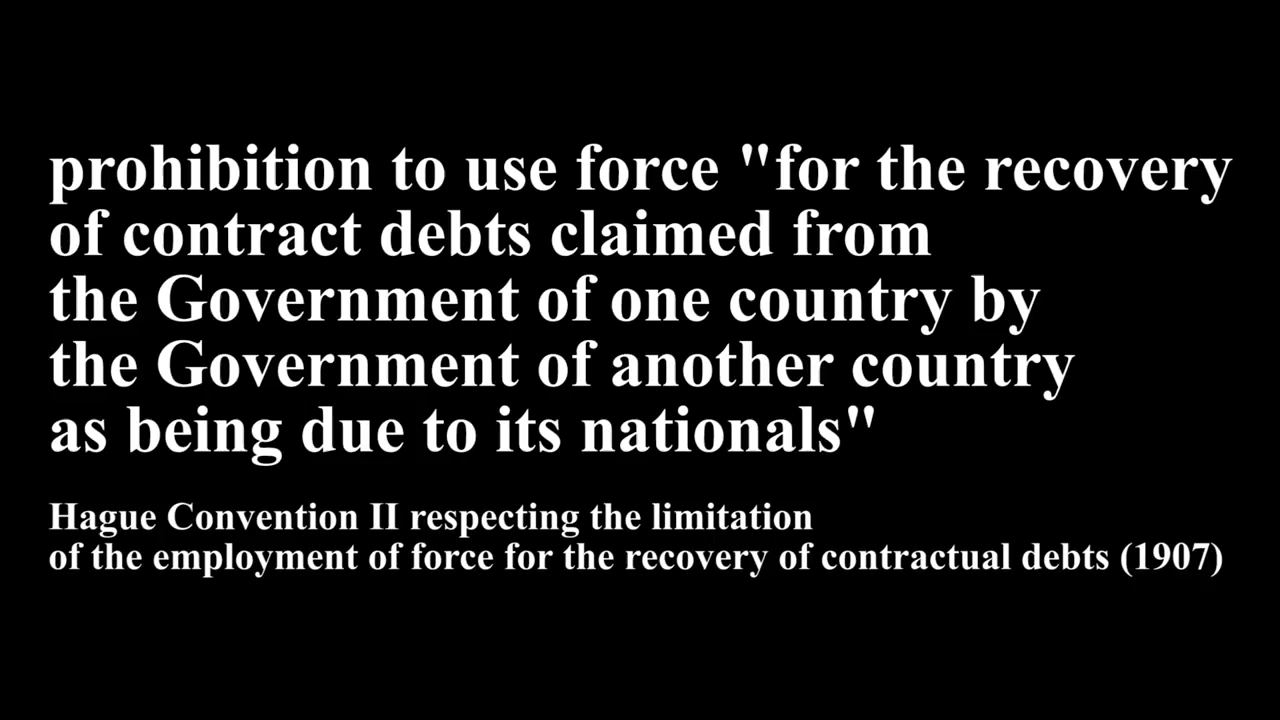 prohibition to use force "for the recovery
of contract debts claimed from
the Government of one country by
the Government of another country
as being due to its nationals"
Hague Convention II respecting the limitation
of the employment of force for the recovery of contractual debts (1907)